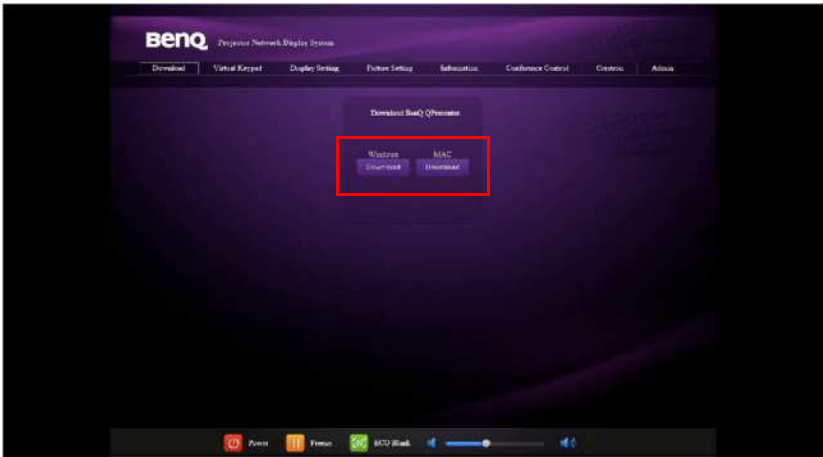 BenQ Projector Network Display System
Download Virtual Keypad Display Setting Picture Setting Information Conference Control Crestron Admin
Download BenQ QPresenter
Windows MAC
Download Download
Power Freeze ECO Blank